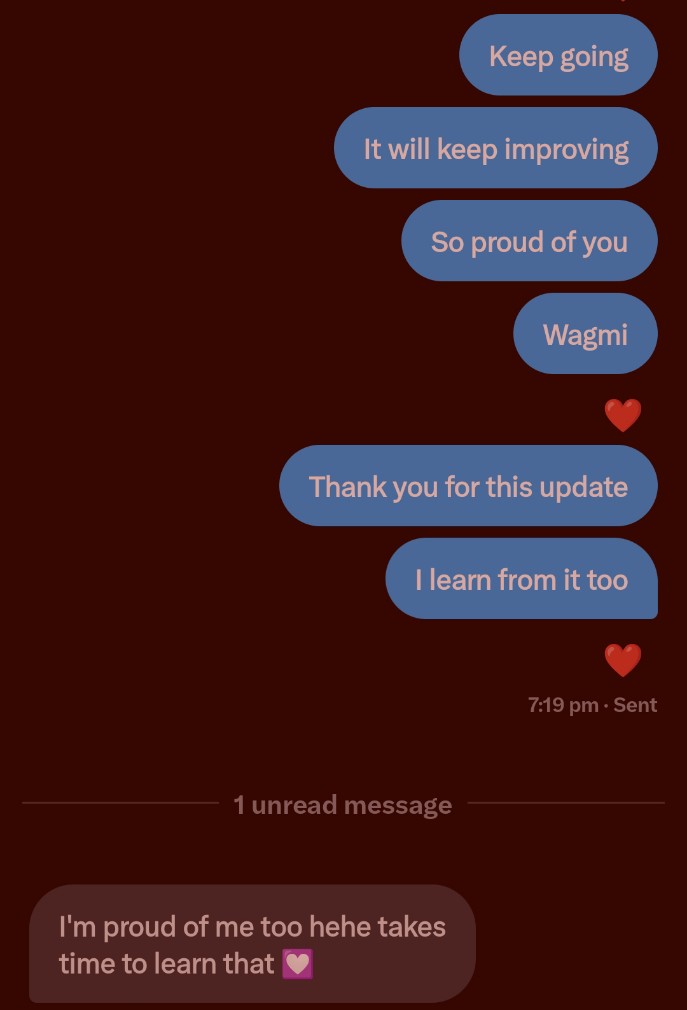 Keep going
It will keep improving
So proud of you
Wagmi
❤️
Thank you for this update
I learn from it too
❤️
7:19 pm · Sent
1 unread message
I'm proud of me too hehe takes
time to learn that 💟